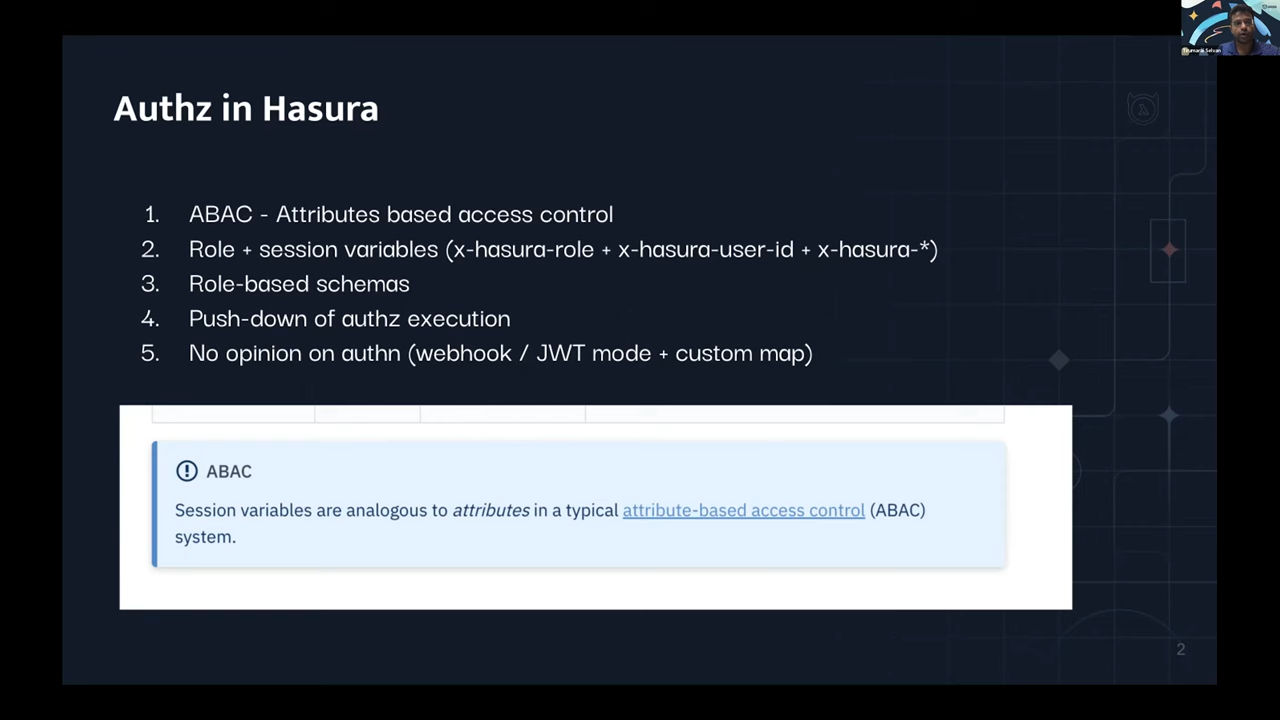 Authz in Hasura
1. ABAC - Attributes based access control
2. Role + session variables (x-hasura-role + x-hasura-user-id + x-hasura-*)
3. Role-based schemas
4. Push-down of authz execution
5. No opinion on authn (webhook / JWT mode + custom map)
ABAC
Session variables are analogous to attributes in a typical attribute-based access control (ABAC)
system.
2
Tirumarai Selvan